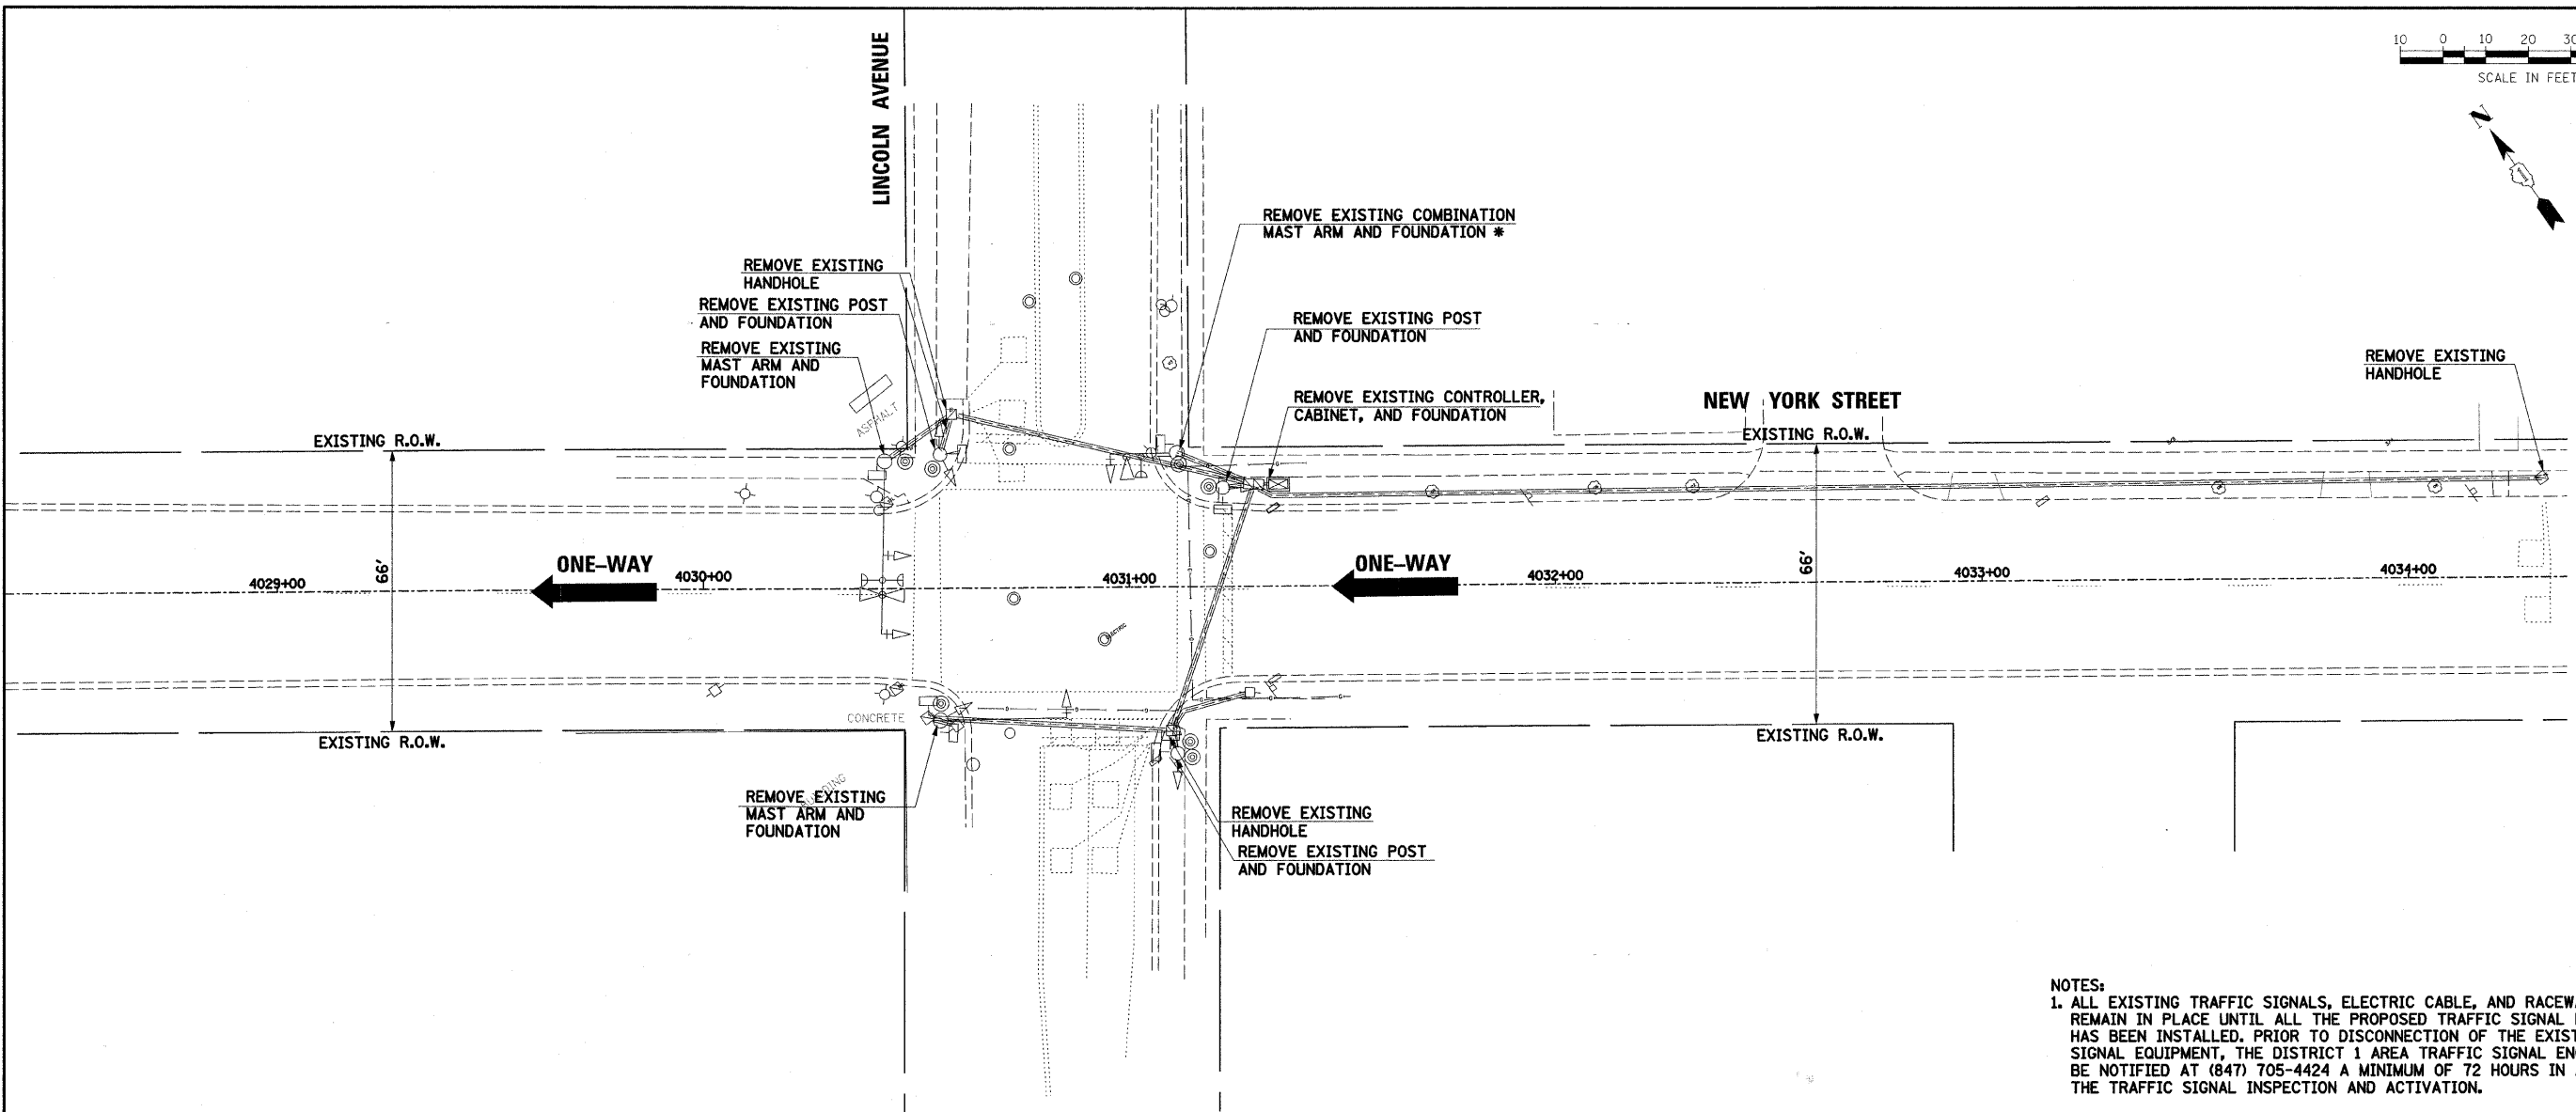 LINCOLN AVENUE
10 0 10 20 30
SCALE IN FEET
N
REMOVE EXISTING COMBINATION
MAST ARM AND FOUNDATION *
REMOVE EXISTING
HANDHOLE
REMOVE EXISTING POST
AND FOUNDATION
REMOVE EXISTING
MAST ARM AND
FOUNDATION
ASPHALT
REMOVE EXISTING POST
AND FOUNDATION
REMOVE EXISTING CONTROLLER,
CABINET, AND FOUNDATION
NEW YORK STREET
REMOVE EXISTING
HANDHOLE
EXISTING R.O.W.
EXISTING R.O.W.
66'
66'
ONE-WAY
ONE-WAY
4029+00
4030+00
4031+00
4032+00
4033+00
4034+00
ELECTRIC
CONCRETE
EXISTING R.O.W.
EXISTING R.O.W.
BUILDING
REMOVE EXISTING
MAST ARM AND
FOUNDATION
REMOVE EXISTING
HANDHOLE
REMOVE EXISTING POST
AND FOUNDATION
NOTES:
1. ALL EXISTING TRAFFIC SIGNALS, ELECTRIC CABLE, AND RACEW
REMAIN IN PLACE UNTIL ALL THE PROPOSED TRAFFIC SIGNAL
HAS BEEN INSTALLED. PRIOR TO DISCONNECTION OF THE EXIST
SIGNAL EQUIPMENT, THE DISTRICT 1 AREA TRAFFIC SIGNAL EN
BE NOTIFIED AT (847) 705-4424 A MINIMUM OF 72 HOURS IN
THE TRAFFIC SIGNAL INSPECTION AND ACTIVATION.